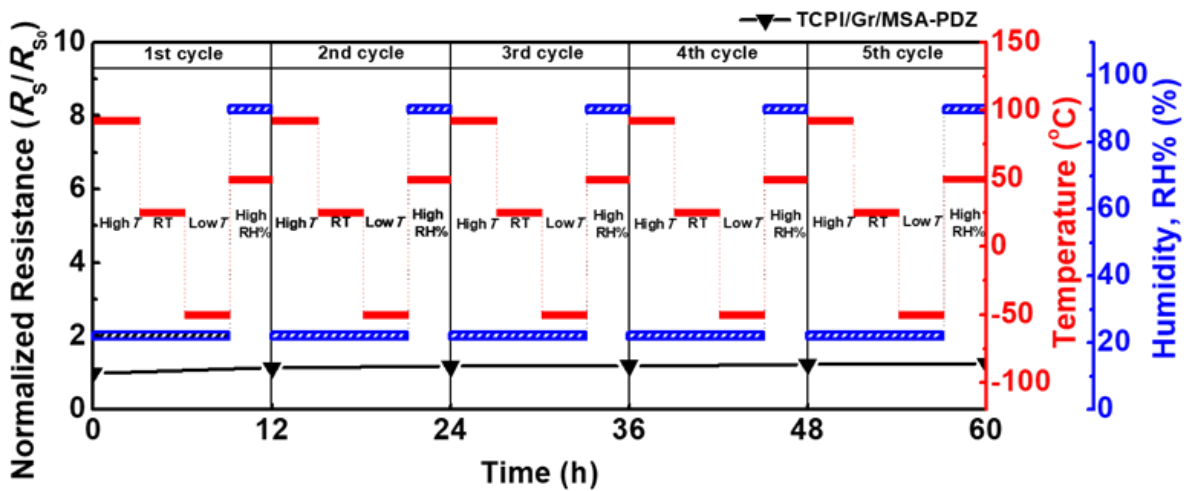 TCPI/Gr/MSA-PDZ
Normalized Resistance (RS/RS0)
10
8
6
4
2
0
1st cycle
2nd cycle
3rd cycle
4th cycle
5th cycle
High T RT Low T High RH%
High T RT Low T High RH%
High T RT Low T High RH%
High T RT Low T High RH%
High T RT Low T High RH%
150
100
50
0
-50
-100
Temperature (°C)
100
80
60
40
20
0
Humidity, RH% (%)
0 12 24 36 48 60
Time (h)